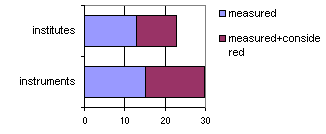 institutes
instruments
0 10 20 30
measured
measured+conside
red